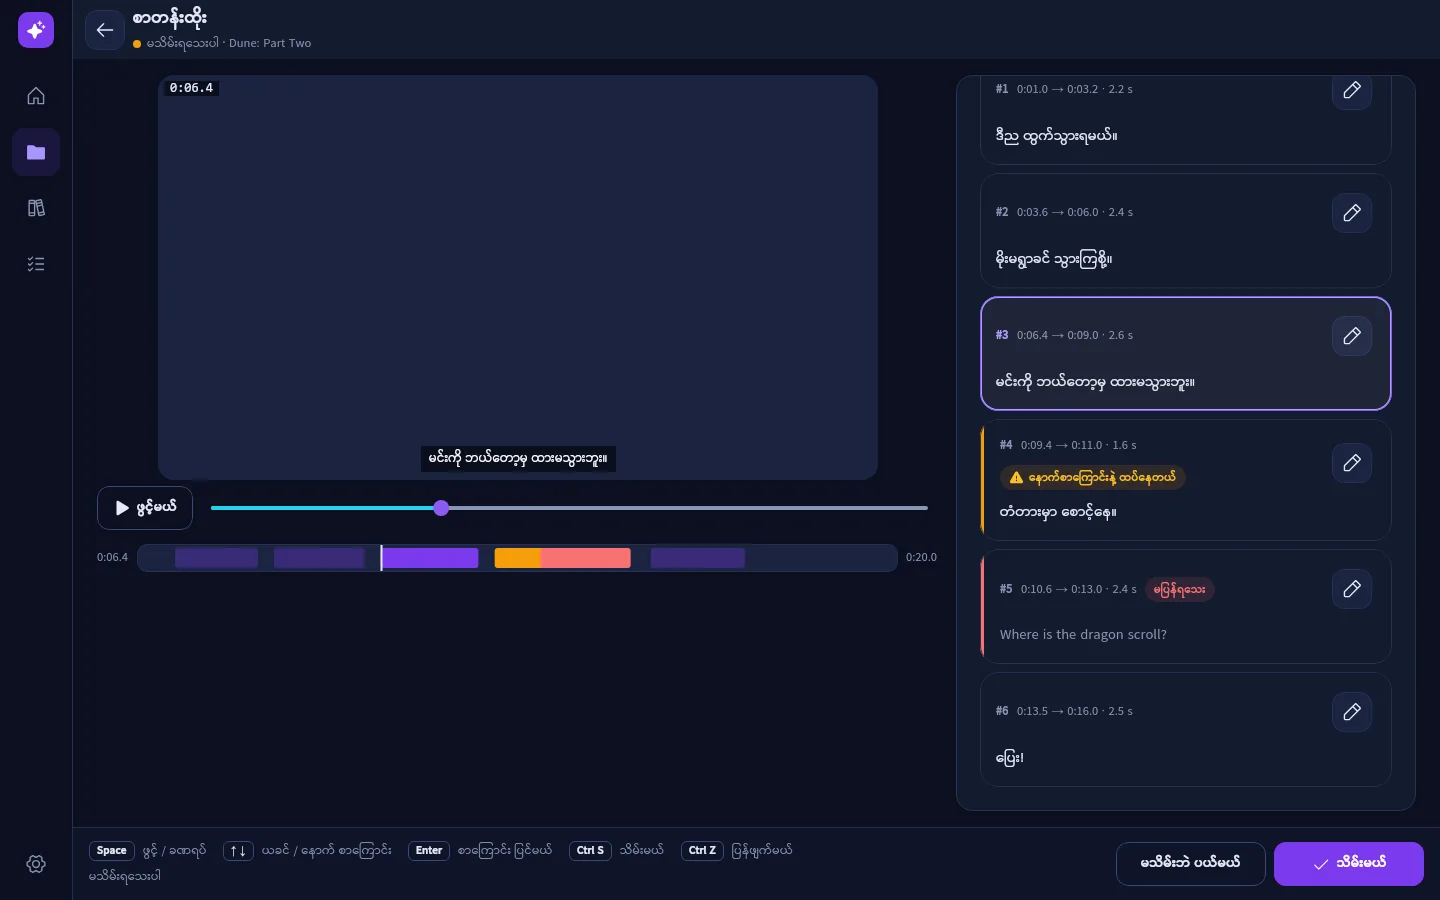 စာတန်းထိုး
မသိမ်းရသေးပါ · Dune: Part Two
0:06.4
မင်းကို ဘယ်တော့မှ ထားမသွားဘူး။
ဖွင့်မယ်
0:06.4
0:20.0
#1 0:01.0 → 0:03.2 · 2.2 s
ဒီည ထွက်သွားရမယ်။
#2 0:03.6 → 0:06.0 · 2.4 s
မိုးမရွာခင် သွားကြစို့။
#3 0:06.4 → 0:09.0 · 2.6 s
မင်းကို ဘယ်တော့မှ ထားမသွားဘူး။
#4 0:09.4 → 0:11.0 · 1.6 s
နောက်စာကြောင်းနဲ့ ထပ်နေတယ်
တံတားမှာ စောင့်နေ။
#5 0:10.6 → 0:13.0 · 2.4 s မပြန်ရသေး
Where is the dragon scroll?
#6 0:13.5 → 0:16.0 · 2.5 s
ပြေး!
Space ဖွင့် / ခဏရပ် ↑↓ ယခင် / နောက် စာကြောင်း Enter စာကြောင်း ပြင်မယ် Ctrl S သိမ်းမယ် Ctrl Z ပြန်ဖျက်မယ်
မသိမ်းရသေးပါ
မသိမ်းဘဲ ပယ်မယ်
သိမ်းမယ်